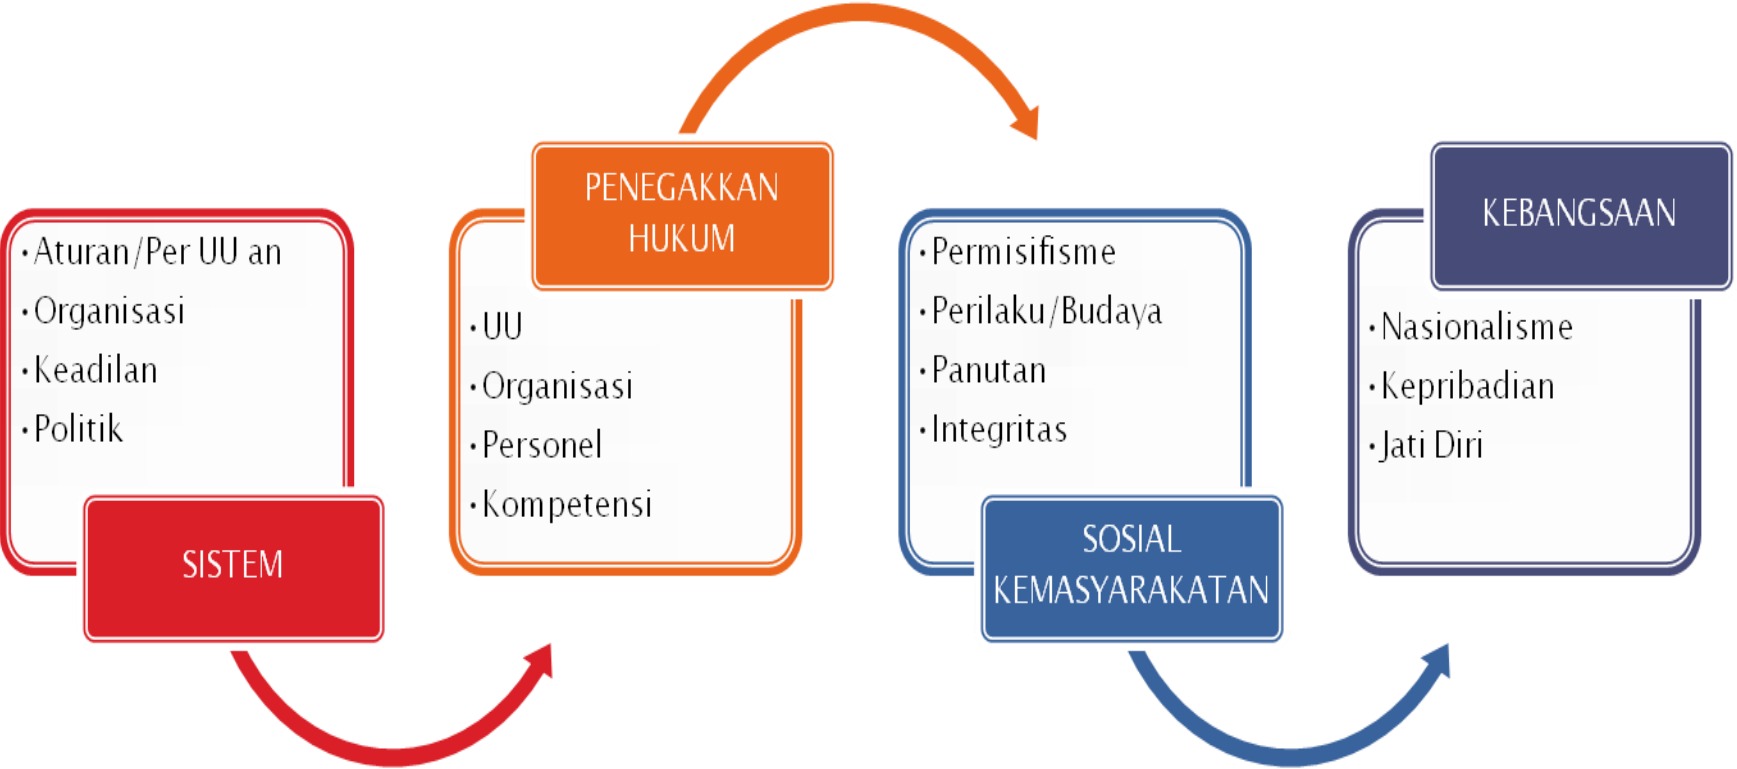 • Aturan/Per UU an
• Organisasi
• Keadilan
• Politik
SISTEM
PENEGAKKAN
HUKUM
• UU
• Organisasi
• Personel
• Kompetensi
• Permisifisme
• Perilaku/Budaya
• Panutan
• Integritas
SOSIAL
KEMASYARAKATAN
KEBANGSAAN
• Nasionalisme
• Kepribadian
• Jati Diri